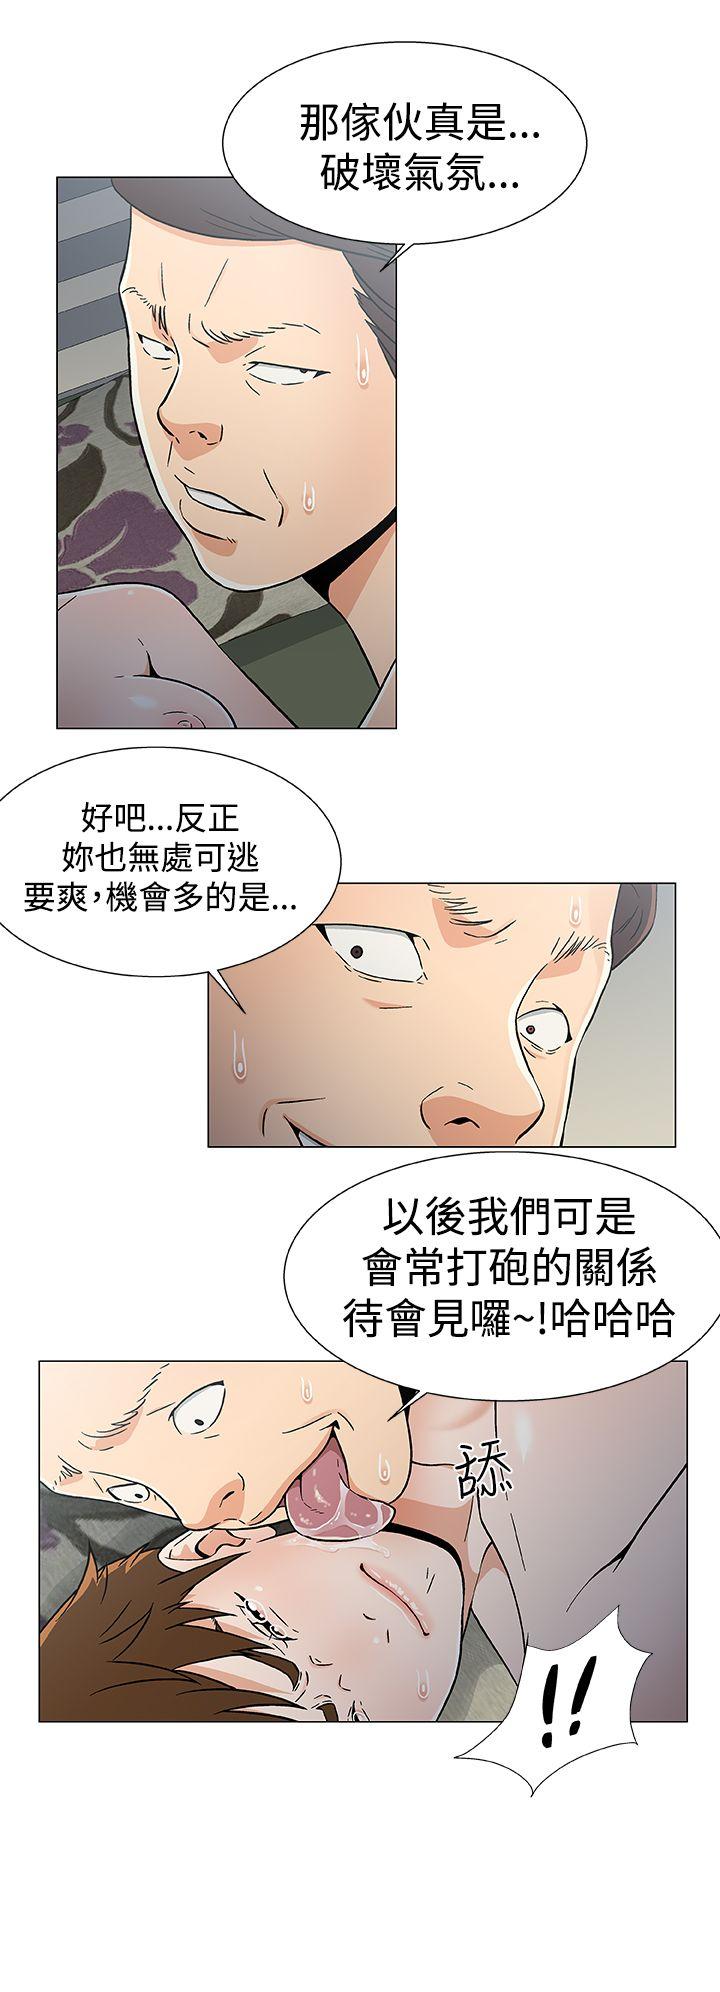 那傢伙真是...
破壞氣氛...
好吧...反正
妳也無處可逃
要爽，機會多的是...
以後我們可是
會常打砲的關係
待會見囉~!哈哈哈
舔
!!